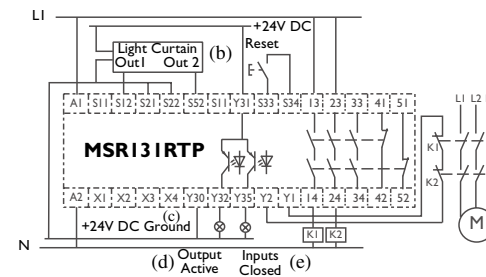 L1
+24V DC
Light Curtain
Out1 Out 2
(b)
Reset
A1 S11 S12 S21 S22 S52 S11 Y31 S33 S34 13 23 33 41 51
MSR131RTP
A2 X1 X2 X3 X4 Y30 Y32 Y35 Y2 Y1 14 24 34 42 52
(c)
+24V DC Ground
K1 K2
N
(d) Output Active
Inputs Closed (e)
K1
K2
L1 L2
M